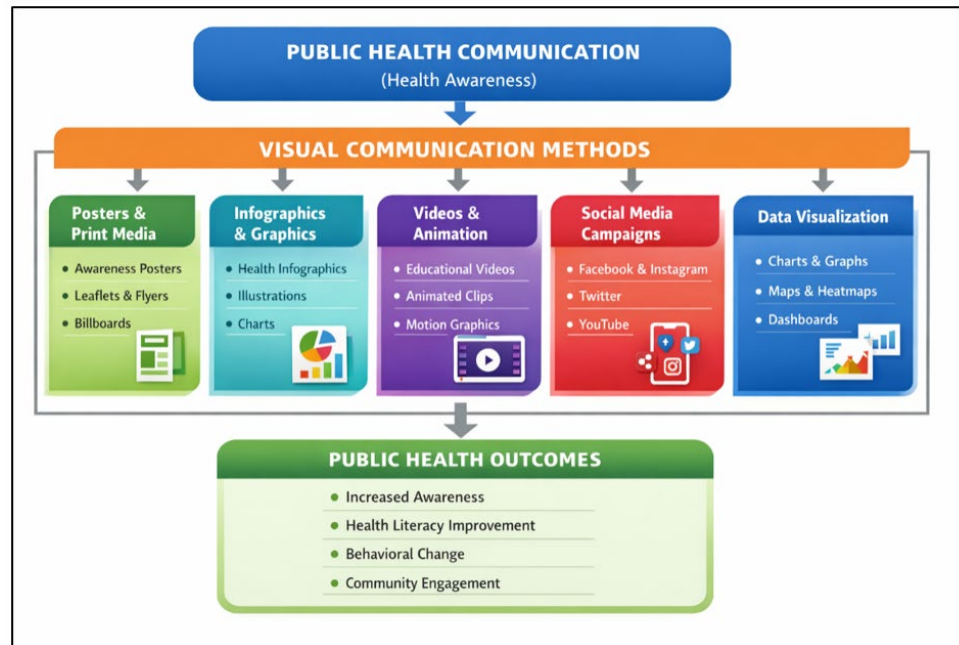 PUBLIC HEALTH COMMUNICATION
(Health Awareness)
VISUAL COMMUNICATION METHODS
Posters &
Print Media
• Awareness Posters
• Leaflets & Flyers
• Billboards
Infographics
& Graphics
• Health Infographics
• Illustrations
• Charts
Videos &
Animation
• Educational Videos
• Animated Clips
• Motion Graphics
Social Media
Campaigns
• Facebook & Instagram
• Twitter
• YouTube
Data Visualization
• Charts & Graphs
• Maps & Heatmaps
• Dashboards
PUBLIC HEALTH OUTCOMES
• Increased Awareness
• Health Literacy Improvement
• Behavioral Change
• Community Engagement